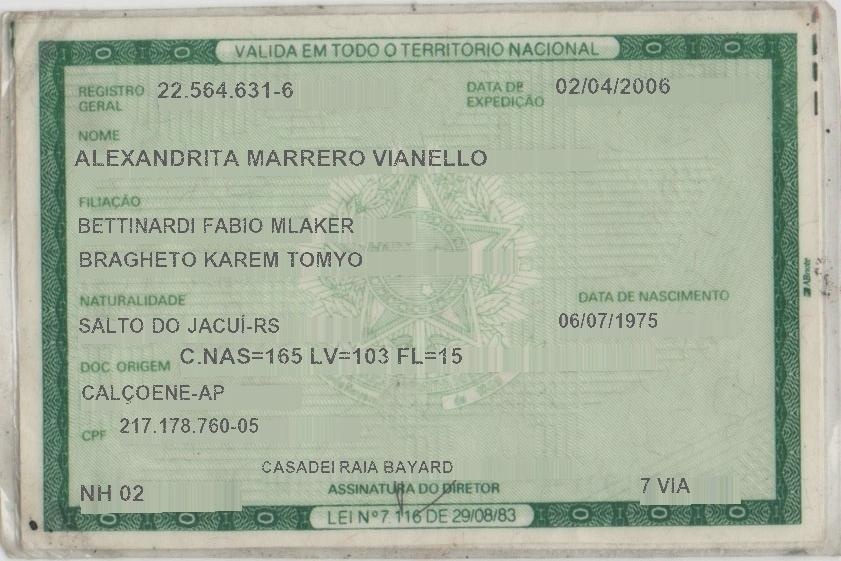 VALIDA EM TODO O TERRITORIO NACIONAL
REGISTRO GERAL 22.564.631-6 DATA DE EXPEDIÇÃO 02/04/2006
NOME
ALEXANDRITA MARRERO VIANELLO
FILIAÇÃO
BETTINARDI FABIO MLAKER
BRAGHETO KAREM TOMYO
NATURALIDADE DATA DE NASCIMENTO
SALTO DO JACUÍ-RS 06/07/1975
DOC. ORIGEM C.NAS=165 LV=103 FL=15
CALÇOENE-AP
CPF 217.178.760-05
CASADEI RAIA BAYARD
NH 02 ASSINATURA DO DIRETOR 7 VIA
LEI Nº 7.116 DE 29/08/83
ABnote